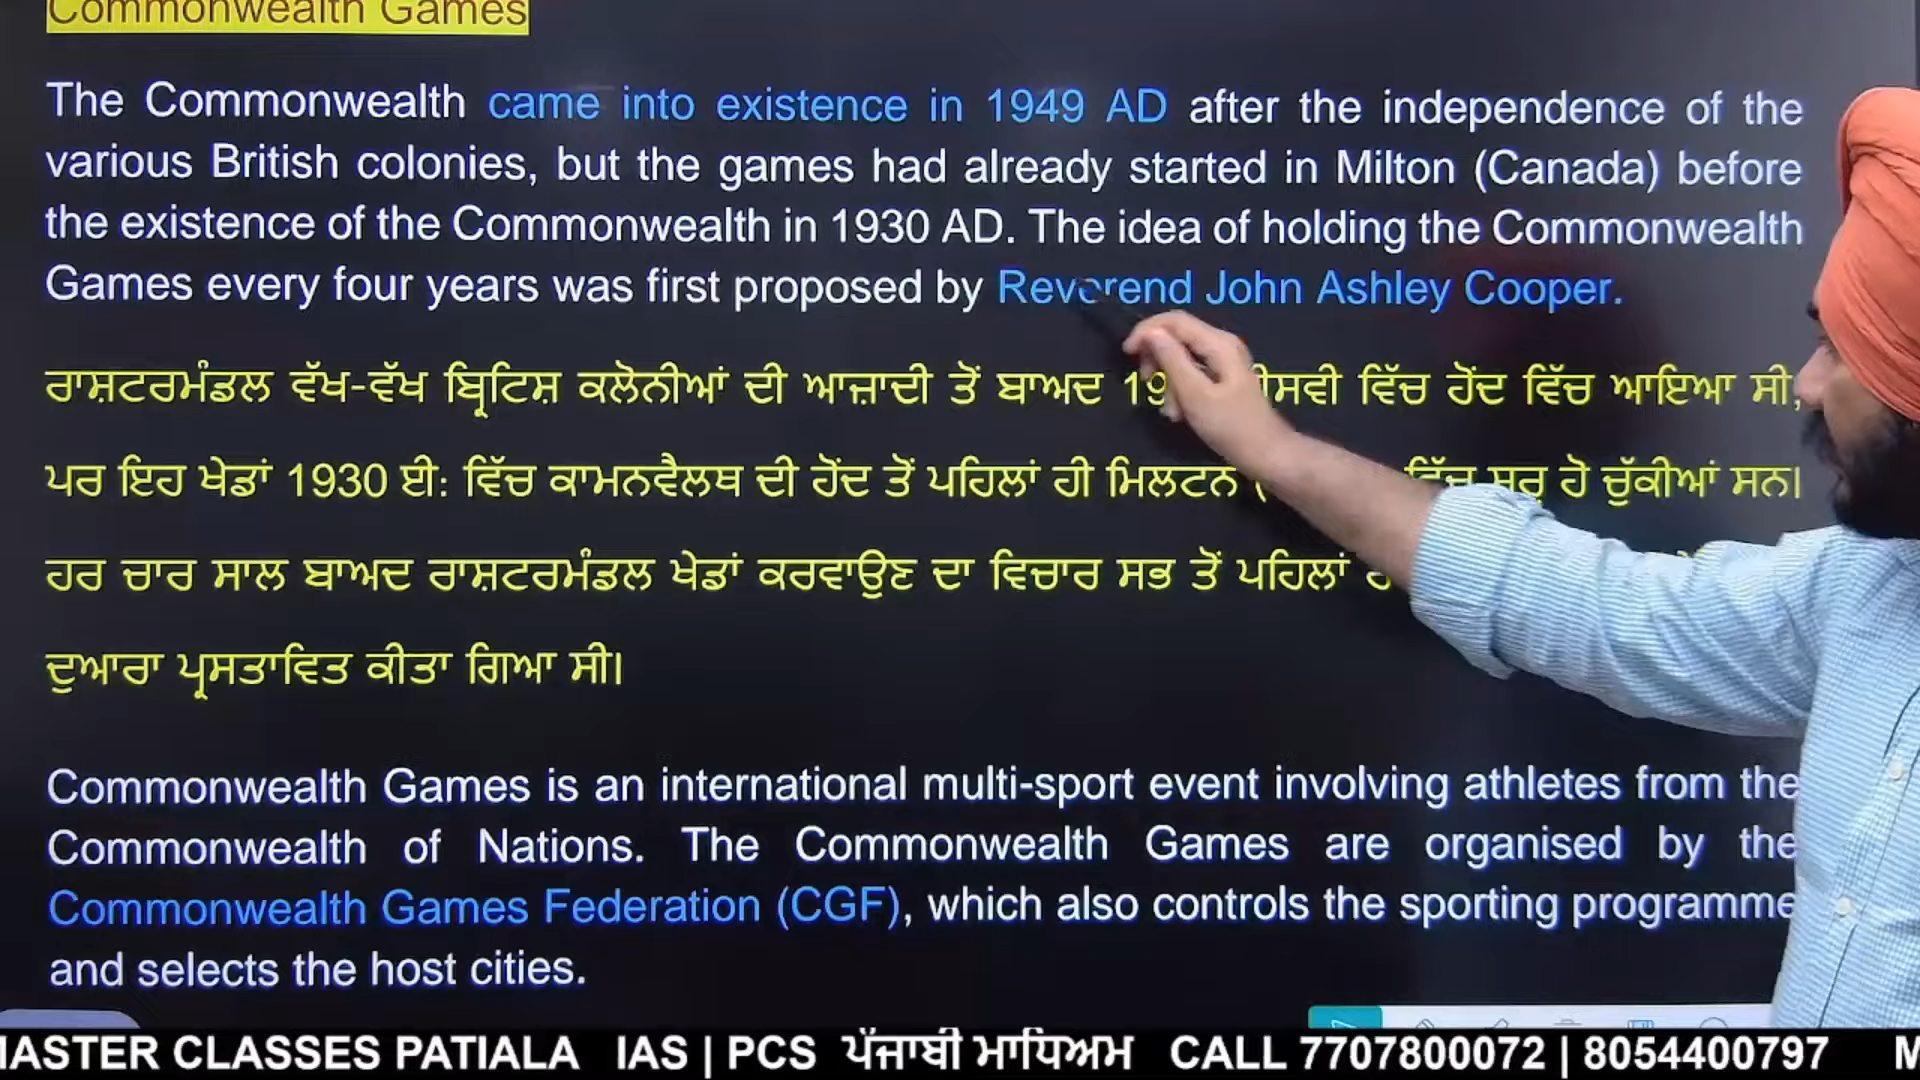 Commonwealth Games
The Commonwealth came into existence in 1949 AD after the independence of the
various British colonies, but the games had already started in Milton (Canada) before
the existence of the Commonwealth in 1930 AD. The idea of holding the Commonwealth
Games every four years was first proposed by Reverend John Ashley Cooper.
ਰਾਸ਼ਟਰਮੰਡਲ ਵੱਖ-ਵੱਖ ਬ੍ਰਿਟਿਸ਼ ਕਲੋਨੀਆਂ ਦੀ ਆਜ਼ਾਦੀ ਤੋਂ ਬਾਅਦ ਵਿੱਚ ਹੋਂਦ ਵਿੱਚ ਆਇਆ ਸੀ,
ਪਰ ਇਹ ਖੇਡਾਂ 1930 ਈ: ਵਿੱਚ ਕਾਮਨਵੈਲਥ ਦੀ ਹੋਂਦ ਤੋਂ ਪਹਿਲਾਂ ਹੀ ਮਿਲਟਨ ( ਹੋ ਚੁੱਕੀਆਂ ਸਨ।
ਹਰ ਚਾਰ ਸਾਲ ਬਾਅਦ ਰਾਸ਼ਟਰਮੰਡਲ ਖੇਡਾਂ ਕਰਵਾਉਣ ਦਾ ਵਿਚਾਰ ਸਭ ਤੋਂ ਪਹਿਲਾਂ
ਦੁਆਰਾ ਪ੍ਰਸਤਾਵਿਤ ਕੀਤਾ ਗਿਆ ਸੀ।
Commonwealth Games is an international multi-sport event involving athletes from the
Commonwealth of Nations. The Commonwealth Games are organised by the
Commonwealth Games Federation (CGF), which also controls the sporting programme
and selects the host cities.
MASTER CLASSES PATIALA IAS | PCS ਪੰਜਾਬੀ ਮਾਧਿਅਮ CALL 7707800072 | 8054400797 M